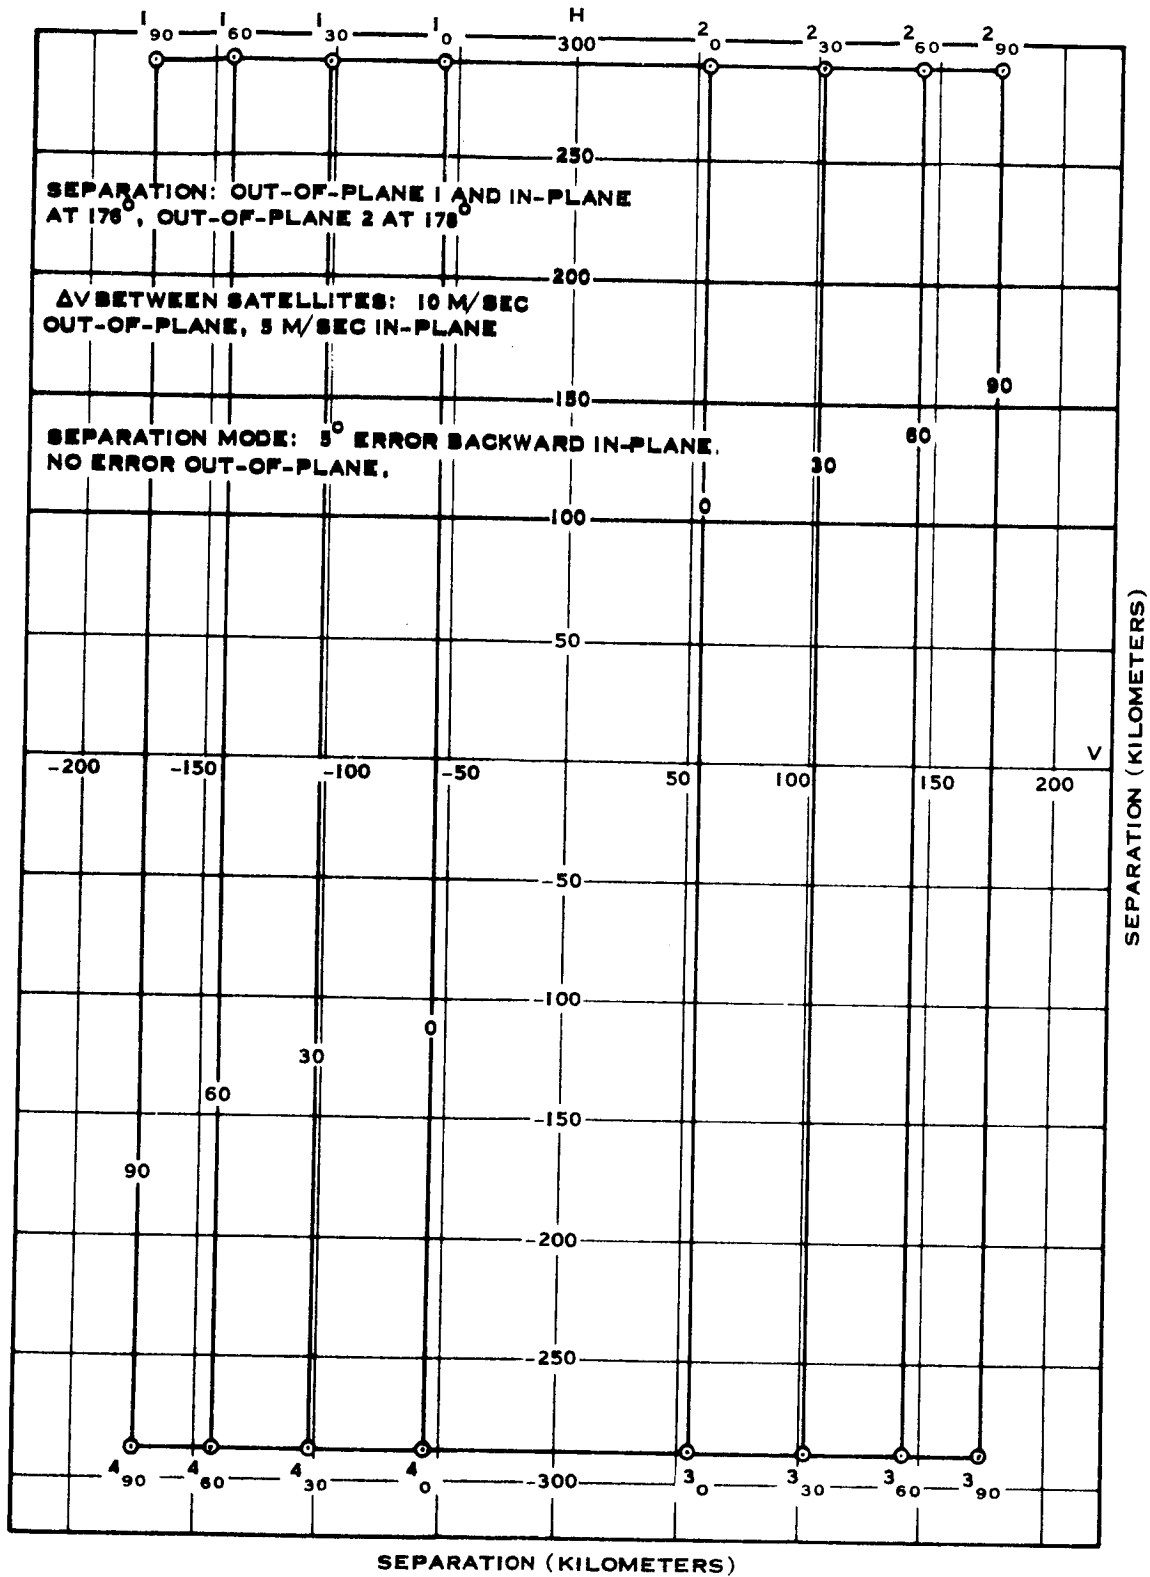 1 90 1 60 1 30 1 0 H 2 0 2 30 2 60 2 90
300
250
SEPARATION: OUT-OF-PLANE 1 AND IN-PLANE
AT 176°, OUT-OF-PLANE 2 AT 178°
200
ΔV BETWEEN SATELLITES: 10 M/SEC
OUT-OF-PLANE, 5 M/SEC IN-PLANE
90
150
SEPARATION MODE: 5° ERROR BACKWARD IN-PLANE.
NO ERROR OUT-OF-PLANE.
60
30
0
100
50
V
-200 -150 -100 -50 50 100 150 200
SEPARATION (KILOMETERS)
-50
-100
0
30
60
-150
90
-200
-250
4 90 4 60 4 30 4 0 -300 3 0 3 30 3 60 3 90
SEPARATION (KILOMETERS)